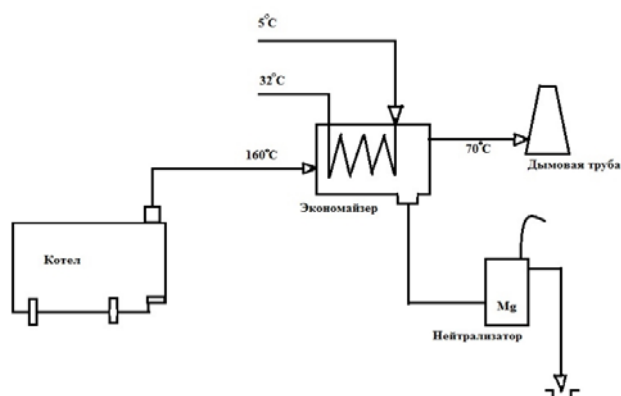 5°C
32°C
160°C
70°C
Дымовая труба
Экономайзер
Котел
Mg
Нейтрализатор